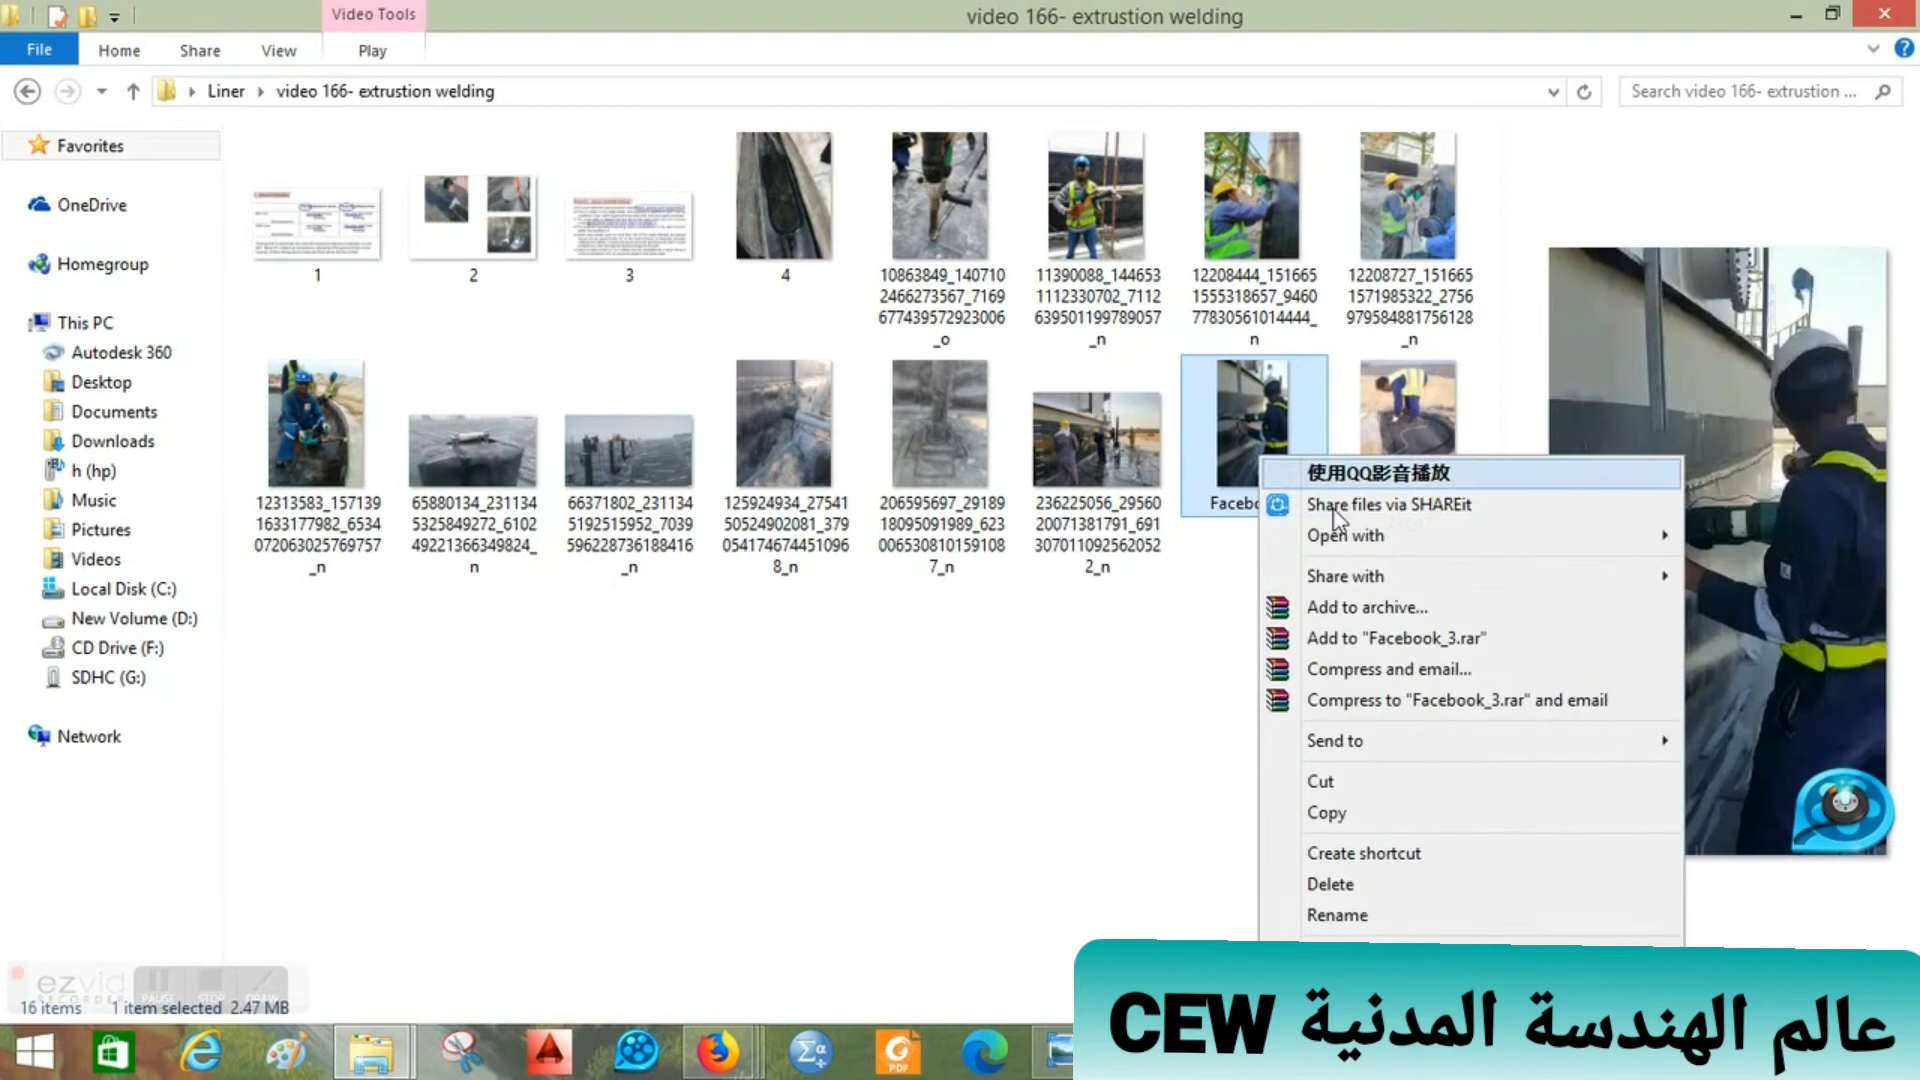 Video Tools
video 166- extrustion welding
File
Home
Share
View
Play
Liner
video 166- extrustion welding
Search video 166- extrustion ...
Favorites
OneDrive
Homegroup
This PC
Autodesk 360
Desktop
Documents
Downloads
h (hp)
Music
Pictures
Videos
Local Disk (C:)
New Volume (D:)
CD Drive (F:)
SDHC (G:)
Network
1
2
3
4
10863849_140710
2466273567_7169
677439572923006
_o
11390088_144653
1112330702_7112
639501199789057
_n
12208444_151665
1555318657_9460
77830561014444_
n
12208727_151665
1571985322_2756
979584881756128
_n
12313583_157139
1633177982_6534
072063025769757
_n
65880134_231134
5325849272_6102
49221366349824_
n
66371802_231134
5192515952_7039
596228736188416
_n
125924934_27541
50524902081_379
054174674451096
8_n
206595697_29189
18095091989_623
006530810159108
7_n
236225056_29560
20071381791_691
307011092562052
2_n
使用QQ影音播放
Share files via SHAREit
Open with
Share with
Add to archive...
Add to "Facebook_3.rar"
Compress and email...
Compress to "Facebook_3.rar" and email
Send to
Cut
Copy
Create shortcut
Delete
Rename
ezvid
RECORDER
PAUSE
STOP
DRAW
16 items
1 item selected 2.47 MB
PDF
عالم الهندسة المدنية CEW